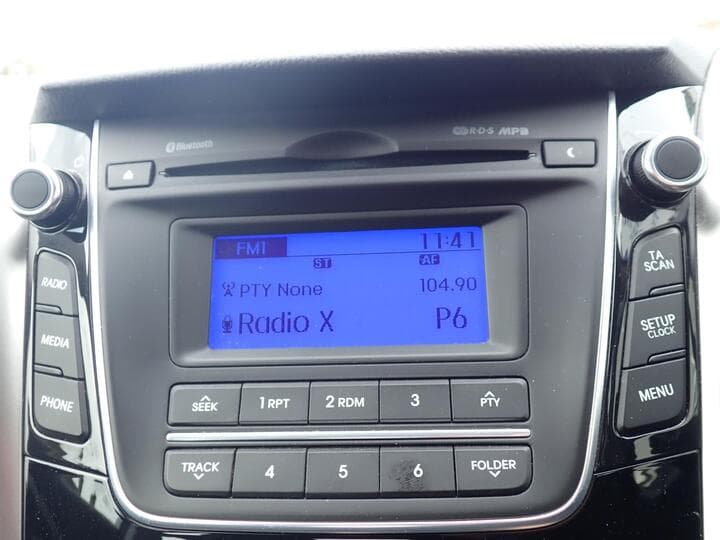 Bluetooth
R·D·S MP3
FM1 11:41
ST AF
PTY None 104.90
Radio X P6
RADIO
MEDIA
PHONE
TA SCAN
SETUP
CLOCK
MENU
SEEK 1 RPT 2 RDM 3 PTY
TRACK 4 5 6 FOLDER